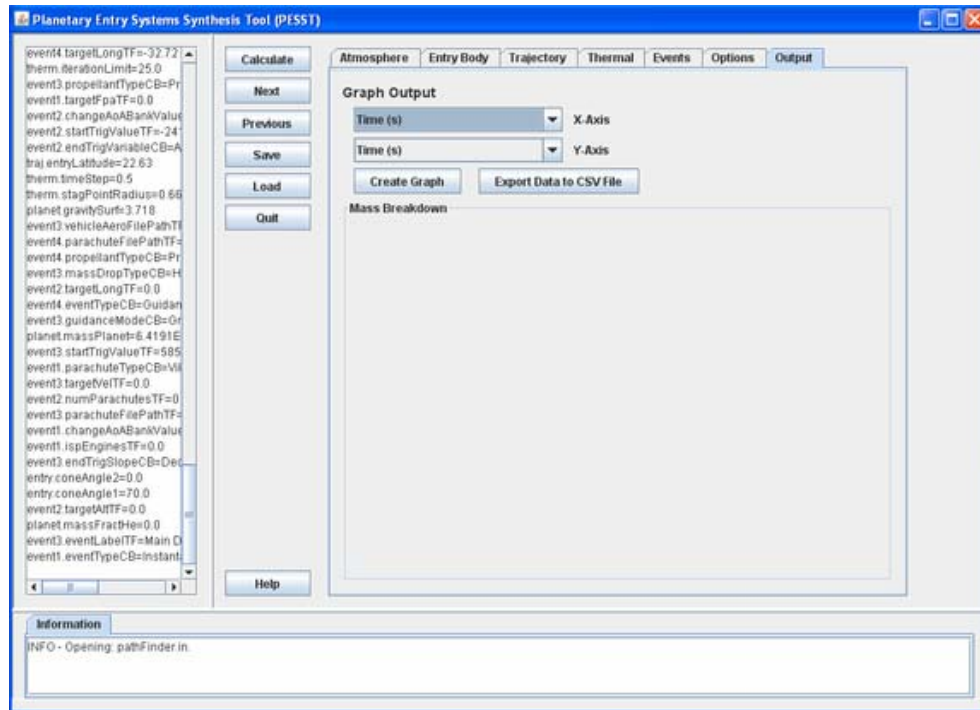 Planetary Entry Systems Synthesis Tool (PESST)
event4.targetLongTF=-32.72
therm.iterationLimit=25.0
event3.propellantTypeCB=Pr
event1.targetFpaTF=0.0
event2.changeAoABankValue
event2.startTrigValueTF=-241
event2.endTrigVariableCB=A
traj.entryLatitude=22.63
therm.timeStep=0.5
therm.stagPointRadius=0.66
planet.gravitySurf=3.718
event3.vehicleAeroFilePathTF
event4.parachuteFilePathTF=
event4.propellantTypeCB=Pr
event3.massDropTypeCB=H
event2.targetLongTF=0.0
event4.eventTypeCB=Guidan
event3.guidanceModeCB=Gr
planet.massPlanet=6.4191E
event3.startTrigValueTF=585
event1.parachuteTypeCB=Vik
event3.targetVelTF=0.0
event2.numParachutesTF=0
event3.parachuteFilePathTF=
event1.changeAoABankValue
event1.ispEnginesTF=0.0
event3.endTrigSlopeCB=Dec
entry.coneAngle2=0.0
entry.coneAngle1=70.0
event2.targetAltTF=0.0
planet.massFractHe=0.0
event3.eventLabelTF=Main D
event1.eventTypeCB=Instant
Calculate
Next
Previous
Save
Load
Quit
Help
Atmosphere Entry Body Trajectory Thermal Events Options Output
Graph Output
Time (s) X-Axis
Time (s) Y-Axis
Create Graph Export Data to CSV File
Mass Breakdown
Information
INFO - Opening: pathFinder.in.